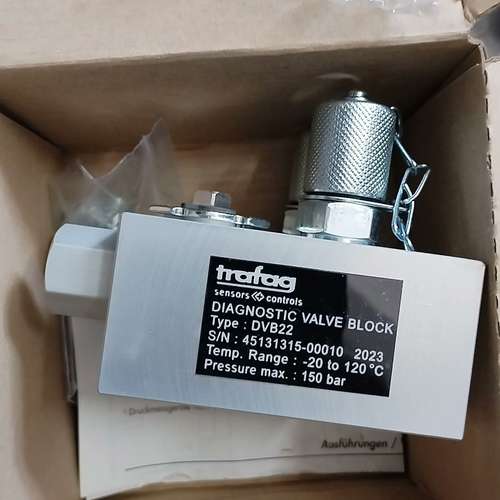 trafag
sensors controls
DIAGNOSTIC VALVE BLOCK
Type : DVB22
S/N : 45131315-00010 2023
Temp. Range : -20 to 120 °C
Pressure max. : 150 bar
Ausführungen /